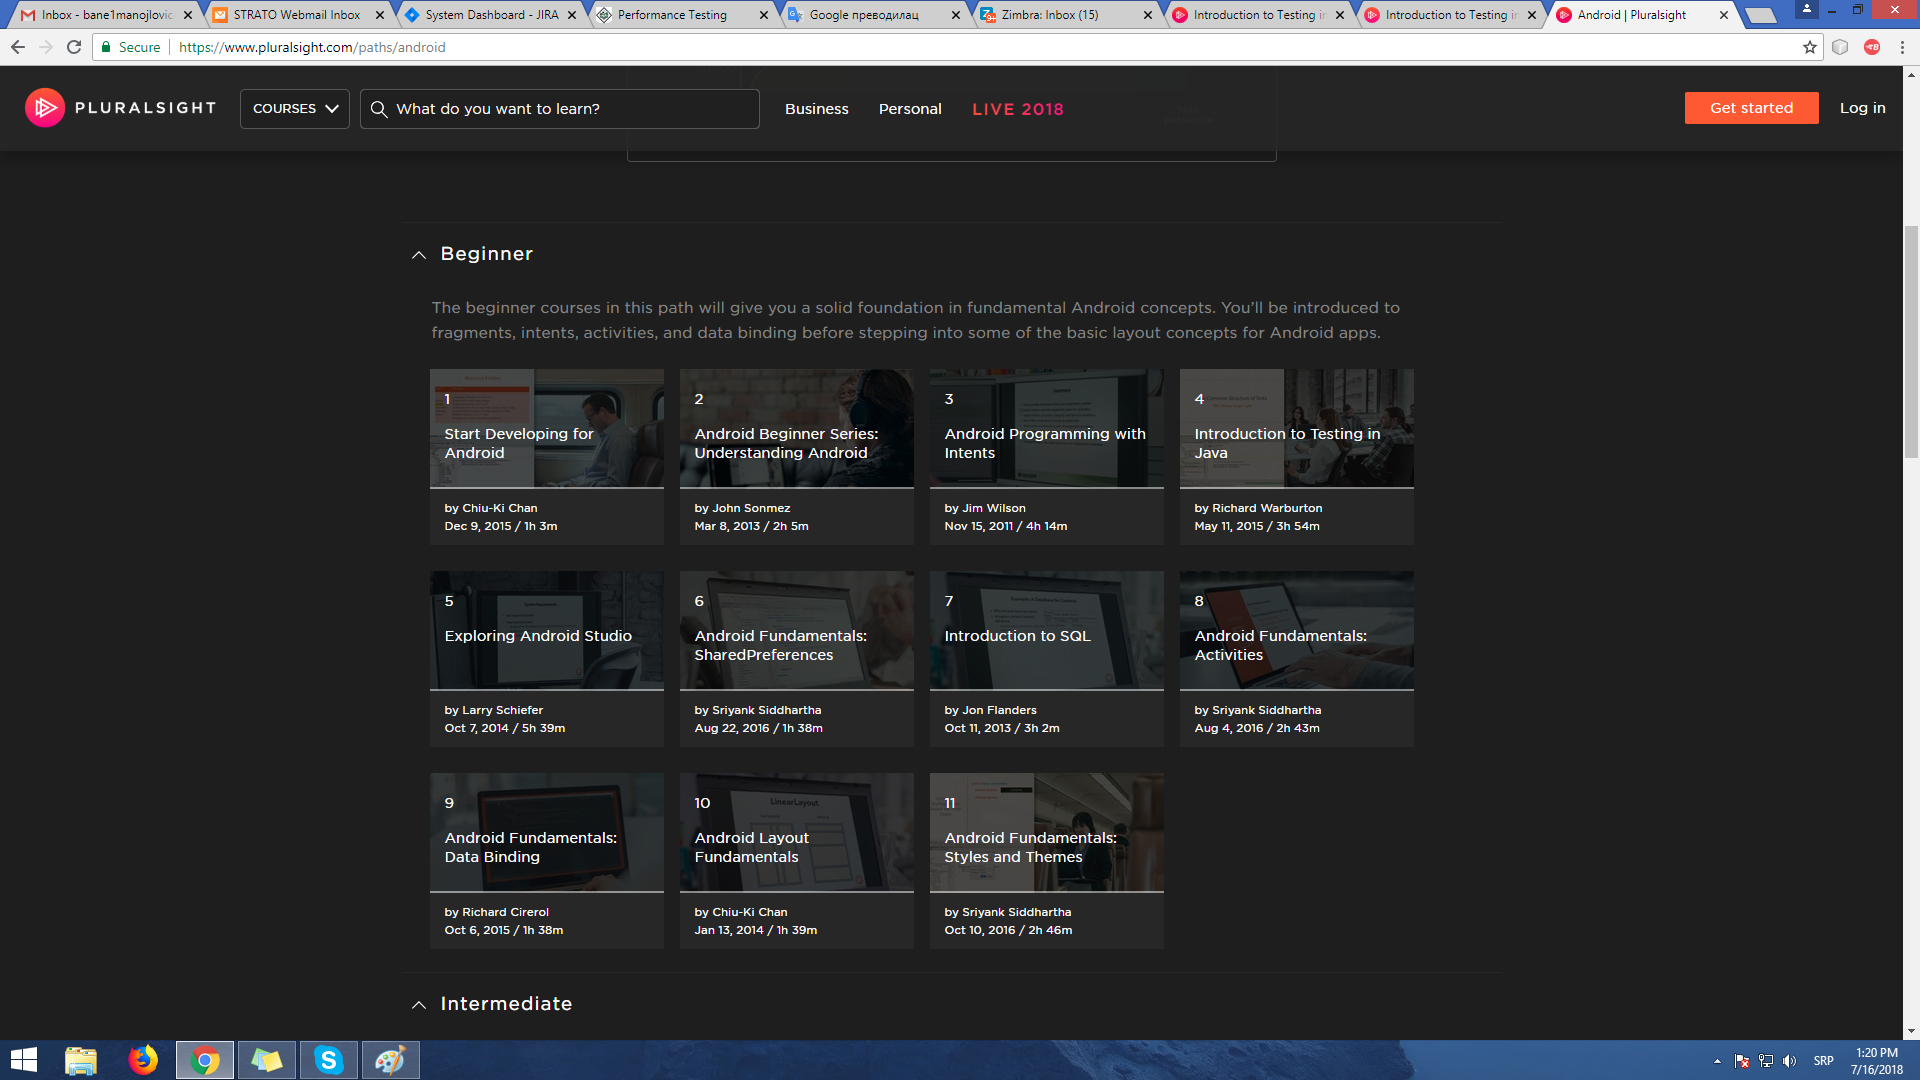 Inbox - bane1manojlovic
STRATO Webmail Inbox
System Dashboard - JIRA
Performance Testing
Google преводилац
Zimbra: Inbox (15)
Introduction to Testing in
Introduction to Testing in
Android | Pluralsight
Secure
https://www.pluralsight.com/paths/android
PLURALSIGHT
COURSES
What do you want to learn?
Business
Personal
LIVE 2018
Get started
Log in
Beginner
The beginner courses in this path will give you a solid foundation in fundamental Android concepts. You'll be introduced to
fragments, intents, activities, and data binding before stepping into some of the basic layout concepts for Android apps.
1
Start Developing for
Android
by Chiu-Ki Chan
Dec 9, 2015 / 1h 3m
2
Android Beginner Series:
Understanding Android
by John Sonmez
Mar 8, 2013 / 2h 5m
3
Android Programming with
Intents
by Jim Wilson
Nov 15, 2011 / 4h 14m
4
Introduction to Testing in
Java
by Richard Warburton
May 11, 2015 / 3h 54m
5
Exploring Android Studio
by Larry Schiefer
Oct 7, 2014 / 5h 39m
6
Android Fundamentals:
SharedPreferences
by Sriyank Siddhartha
Aug 22, 2016 / 1h 38m
7
Introduction to SQL
by Jon Flanders
Oct 11, 2013 / 3h 2m
8
Android Fundamentals:
Activities
by Sriyank Siddhartha
Aug 4, 2016 / 2h 43m
9
Android Fundamentals:
Data Binding
by Richard Cirerol
Oct 6, 2015 / 1h 38m
10
LinearLayout
Android Layout
Fundamentals
by Chiu-Ki Chan
Jan 13, 2014 / 1h 39m
11
Android Fundamentals:
Styles and Themes
by Sriyank Siddhartha
Oct 10, 2016 / 2h 46m
Intermediate
SRP
1:20 PM
7/16/2018